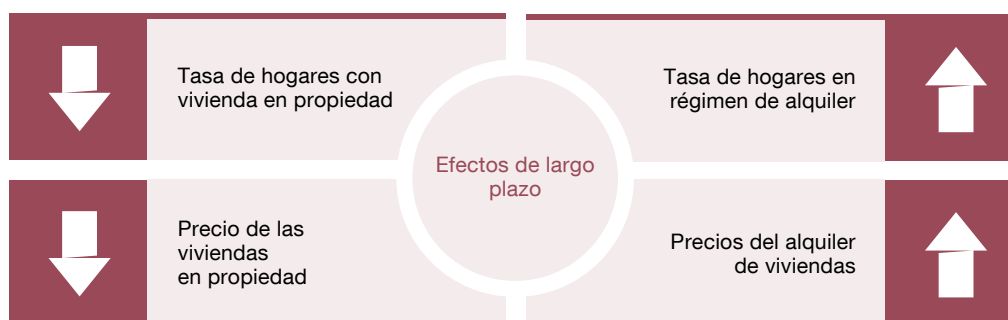 Tasa de hogares con
vivienda en propiedad
Tasa de hogares en
régimen de alquiler
Efectos de largo
plazo
Precio de las
viviendas
en propiedad
Precios del alquiler
de viviendas